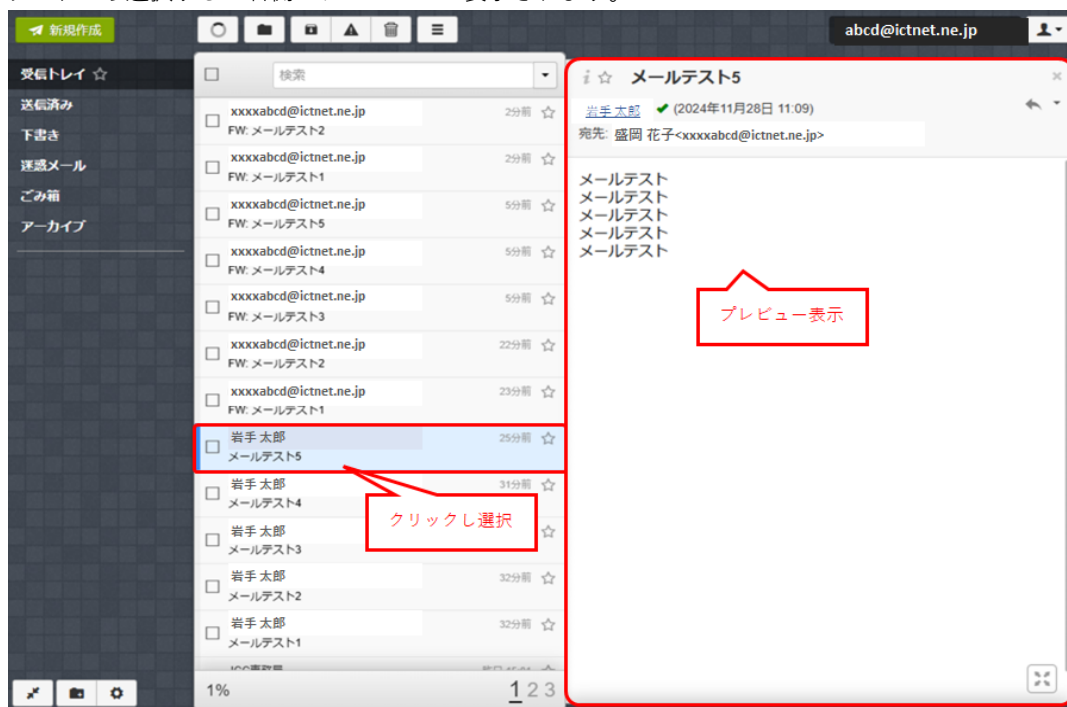 新規作成
abcd@ictnet.ne.jp
受信トレイ
送信済み
下書き
迷惑メール
ごみ箱
アーカイブ
検索
xxxxabcd@ictnet.ne.jp 2分前
FW: メールテスト2
xxxxabcd@ictnet.ne.jp 2分前
FW: メールテスト1
xxxxabcd@ictnet.ne.jp 5分前
FW: メールテスト5
xxxxabcd@ictnet.ne.jp 5分前
FW: メールテスト4
xxxxabcd@ictnet.ne.jp 5分前
FW: メールテスト3
xxxxabcd@ictnet.ne.jp 22分前
FW: メールテスト2
xxxxabcd@ictnet.ne.jp 23分前
FW: メールテスト1
岩手 太郎 25分前
メールテスト5
岩手 太郎 31分前
メールテスト4
岩手 太郎
メールテスト3
岩手 太郎 32分前
メールテスト2
岩手 太郎 32分前
メールテスト1
クリックし選択
1%
1 2 3
メールテスト5
岩手 太郎 (2024年11月28日 11:09)
宛先: 盛岡 花子<xxxxabcd@ictnet.ne.jp>
メールテスト
メールテスト
メールテスト
メールテスト
メールテスト
プレビュー表示